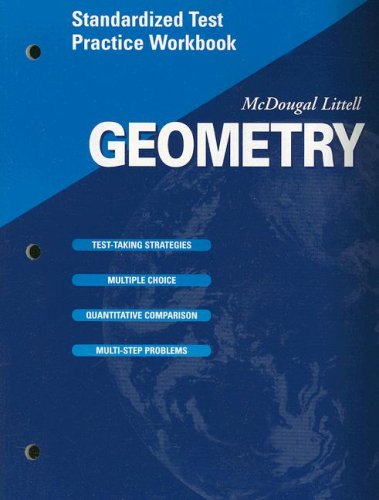 Standardized Test
Practice Workbook
McDougal Littell
GEOMETRY
TEST-TAKING STRATEGIES
MULTIPLE CHOICE
QUANTITATIVE COMPARISON
MULTI-STEP PROBLEMS